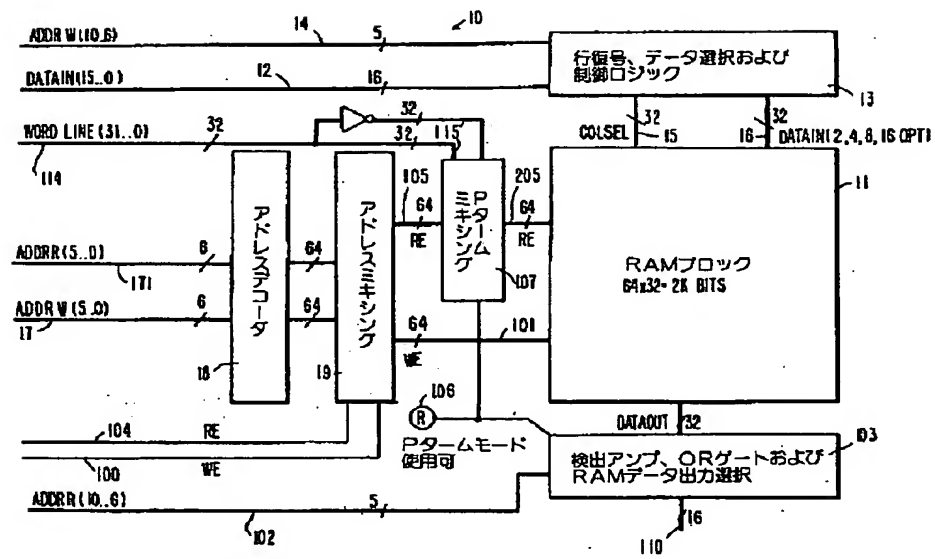 ADDRW(10,6)
14
5
10
DATAIN(15..0)
12
16
行復号、データ選択および
制御ロジック
13
WORD LINE (31..0)
32
32
32
115
114
32
COLSEL
15
32
16
DATAIN(2,4,8,16 OPT)
105
64
RE
Pターム
ミキシング
107
205
64
RE
11
RAMブロック
64x32=2K BITS
ADDRR(5..0)
6
171
アドレスデコーダ
18
64
アドレスミキシング
19
ADDRW(5..0)
6
17
64
64
WE
101
106
R
Pタームモード
使用可
DATAOUT
32
103
104
RE
100
WE
検出アンプ、ORゲートおよび
RAMデータ出力選択
ADDRR(10..6)
5
102
16
110